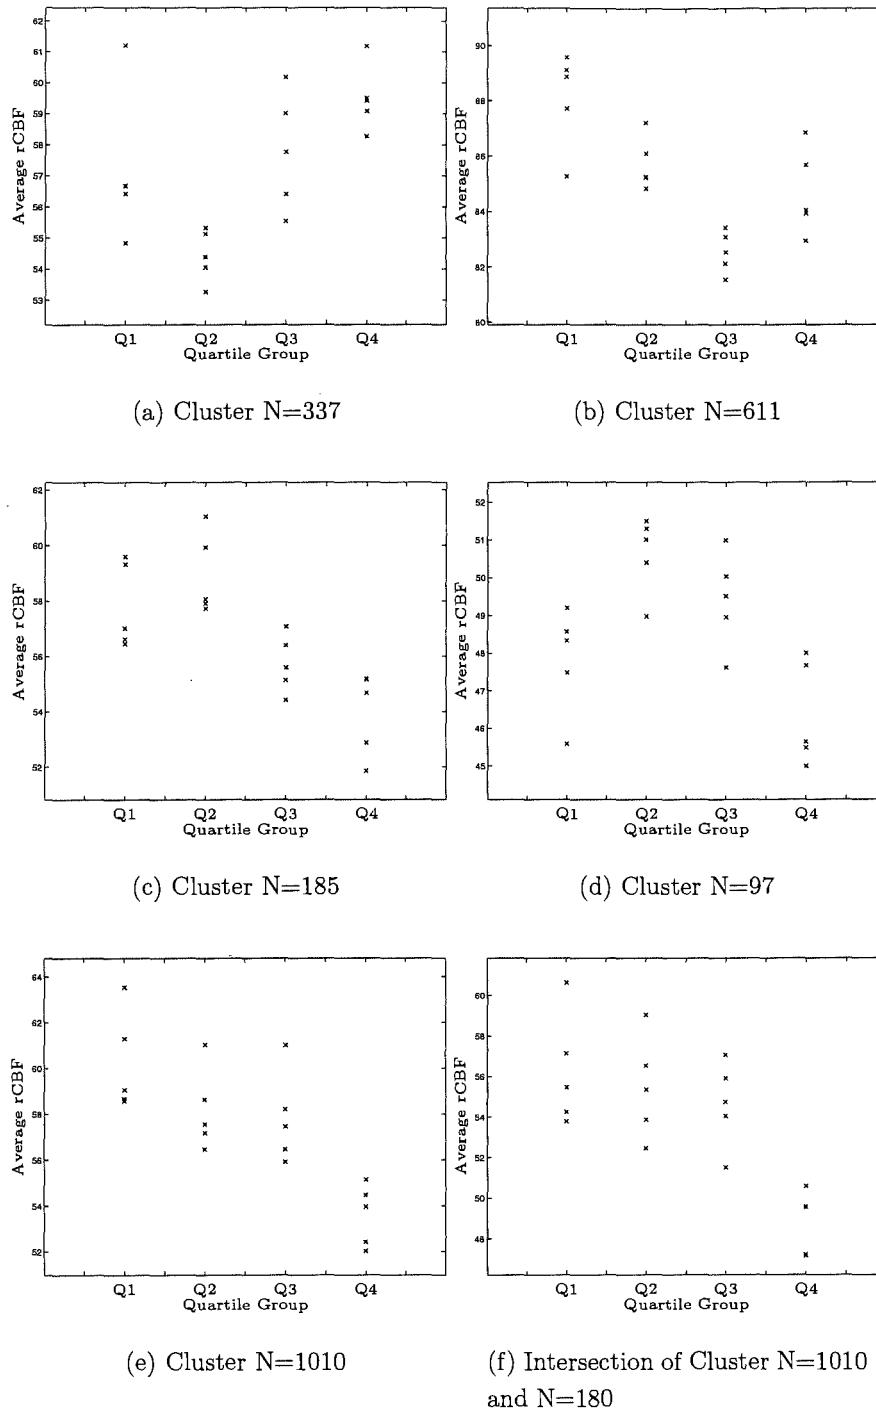 62
61
60
59
58
57
56
55
54
53
Average rCBF
Q1 Q2 Q3 Q4
Quartile Group
(a) Cluster N=337
90
88
86
84
82
80
Average rCBF
Q1 Q2 Q3 Q4
Quartile Group
(b) Cluster N=611
62
60
58
56
54
52
Average rCBF
Q1 Q2 Q3 Q4
Quartile Group
(c) Cluster N=185
52
51
50
49
48
47
46
45
Average rCBF
Q1 Q2 Q3 Q4
Quartile Group
(d) Cluster N=97
64
62
60
58
56
54
52
Average rCBF
Q1 Q2 Q3 Q4
Quartile Group
(e) Cluster N=1010
60
58
56
54
52
50
48
Average rCBF
Q1 Q2 Q3 Q4
Quartile Group
(f) Intersection of Cluster N=1010
and N=180